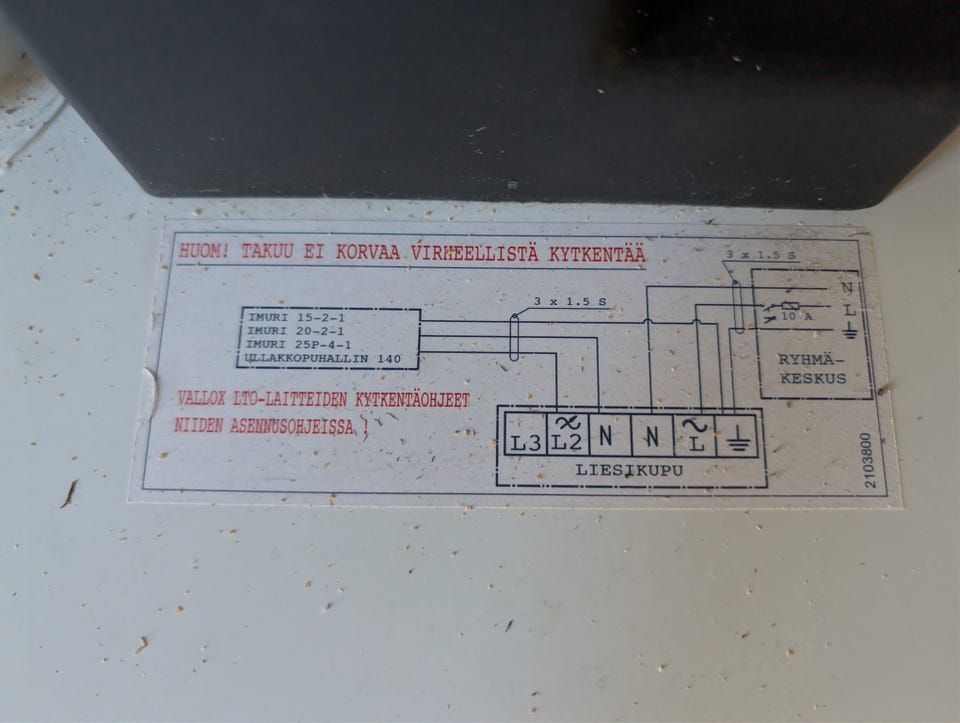 HUOM! TAKUU EI KORVAA VIRHEELLISTÄ KYTKENTÄÄ
3 x 1.5 S
N
L
10 A
RYHMÄ-
KESKUS
3 x 1.5 S
IMURI 15-2-1
IMURI 20-2-1
IMURI 25P-4-1
ULLAKKOPUHALLIN 140
VALLOX LTO-LAITTEIDEN KYTKENTÄOHJEET
NIIDEN ASENNUSOHJEISSA !
L3 L2 N N L
LIESIKUPU
2103800